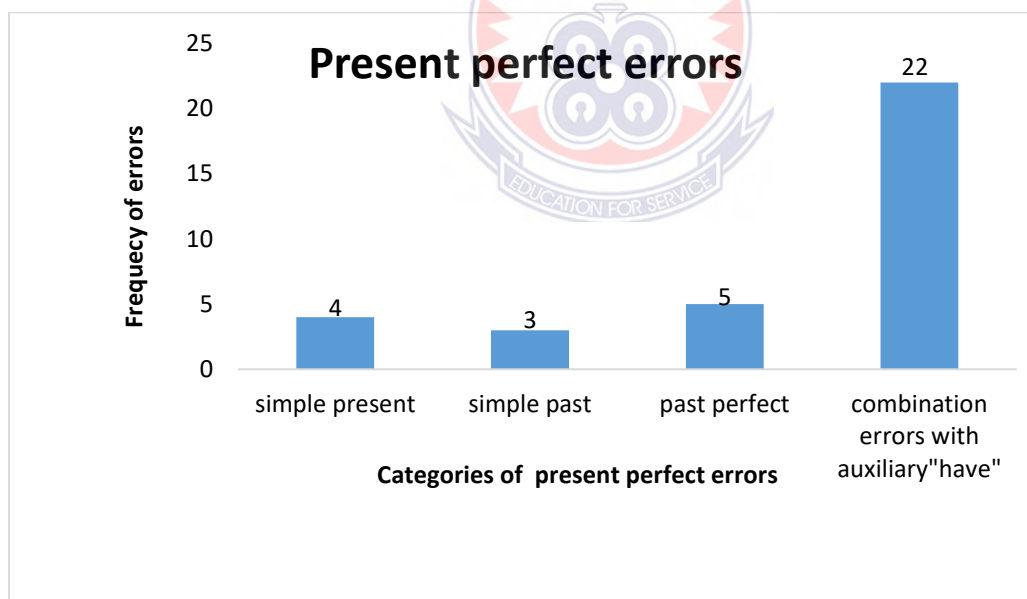 Present perfect errors
Frequecy of errors
25
20
15
10
5
0
4
3
5
22
simple present
simple past
past perfect
combination
errors with
auxiliary"have"
Categories of  present perfect errors
EDUCATION FOR SERVICE